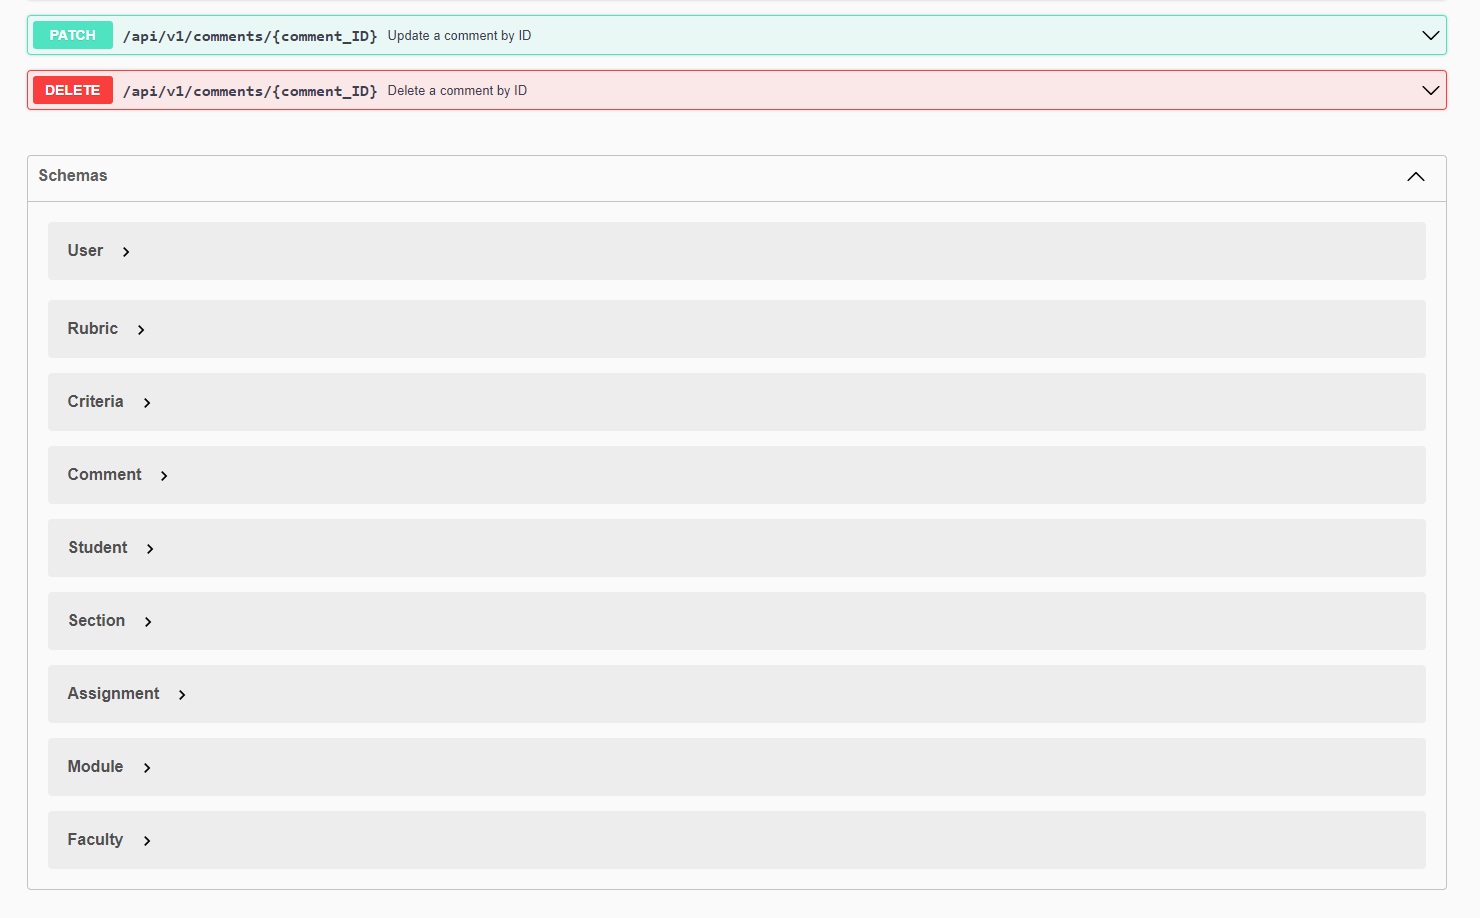 PATCH /api/v1/comments/{comment_ID} Update a comment by ID
DELETE /api/v1/comments/{comment_ID} Delete a comment by ID
Schemas
User
Rubric
Criteria
Comment
Student
Section
Assignment
Module
Faculty